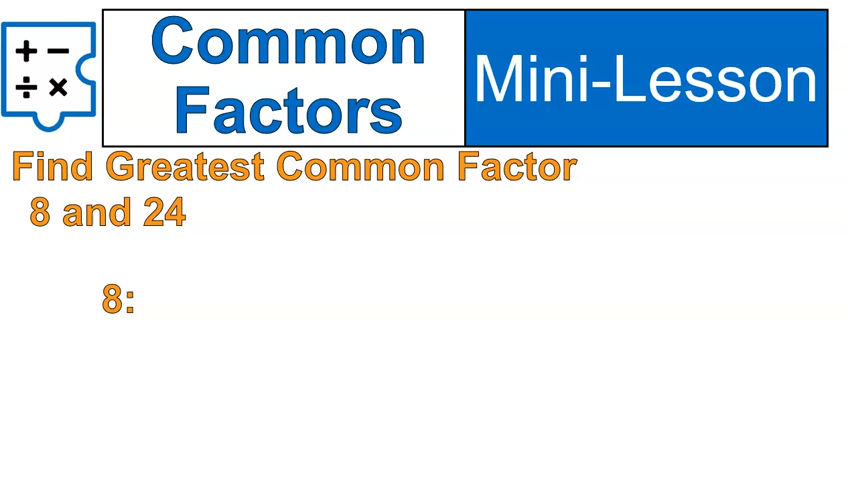 Common
Factors
Mini-Lesson
+ −
÷ ×
Find Greatest Common Factor
8 and 24
8: